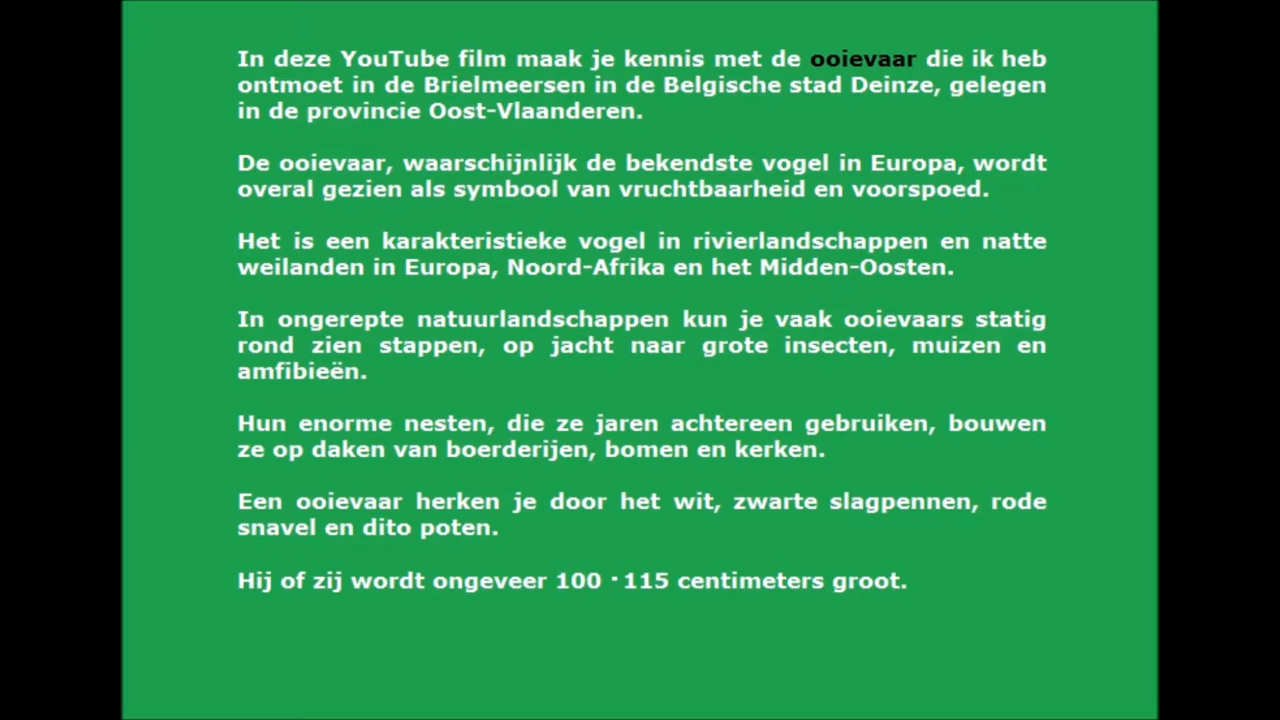 In deze YouTube film maak je kennis met de ooievaar die ik heb
ontmoet in de Brielmeersen in de Belgische stad Deinze, gelegen
in de provincie Oost-Vlaanderen.
De ooievaar, waarschijnlijk de bekendste vogel in Europa, wordt
overal gezien als symbool van vruchtbaarheid en voorspoed.
Het is een karakteristieke vogel in rivierlandschappen en natte
weilanden in Europa, Noord-Afrika en het Midden-Oosten.
In ongerepte natuurlandschappen kun je vaak ooievaars statig
rond zien stappen, op jacht naar grote insecten, muizen en
amfibieën.
Hun enorme nesten, die ze jaren achtereen gebruiken, bouwen
ze op daken van boerderijen, bomen en kerken.
Een ooievaar herken je door het wit, zwarte slagpennen, rode
snavel en dito poten.
Hij of zij wordt ongeveer 100 ·115 centimeters groot.